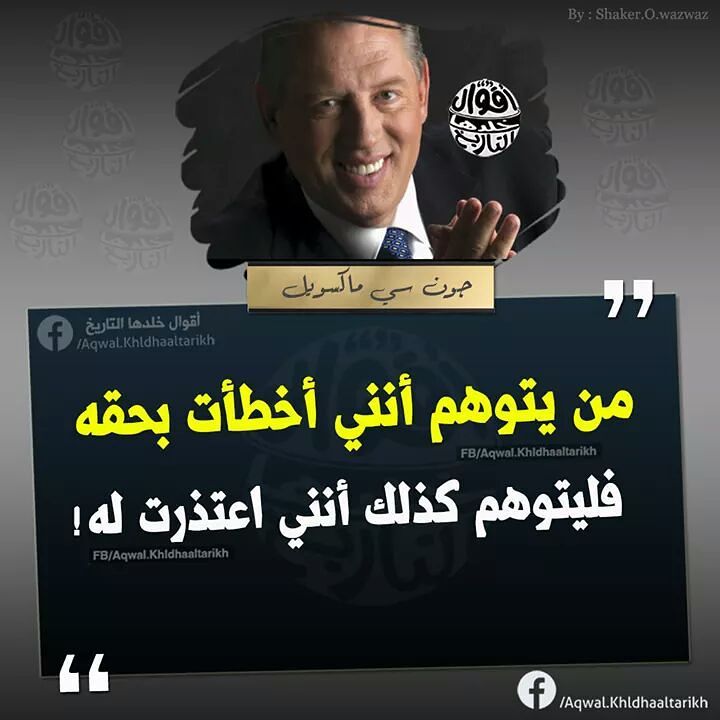 By : Shaker.O.wazwaz
أقوال خلدها التاريخ
جون سي ماكسويل
”
أقوال خلدها التاريخ
/Aqwal.Khldhaaltarikh
من يتوهم أنني أخطأت بحقه
FB/Aqwal.Khldhaaltarikh
فليتوهم كذلك أنني اعتذرت له !
FB/Aqwal.Khldhaaltarikh
“
/Aqwal.Khldhaaltarikh